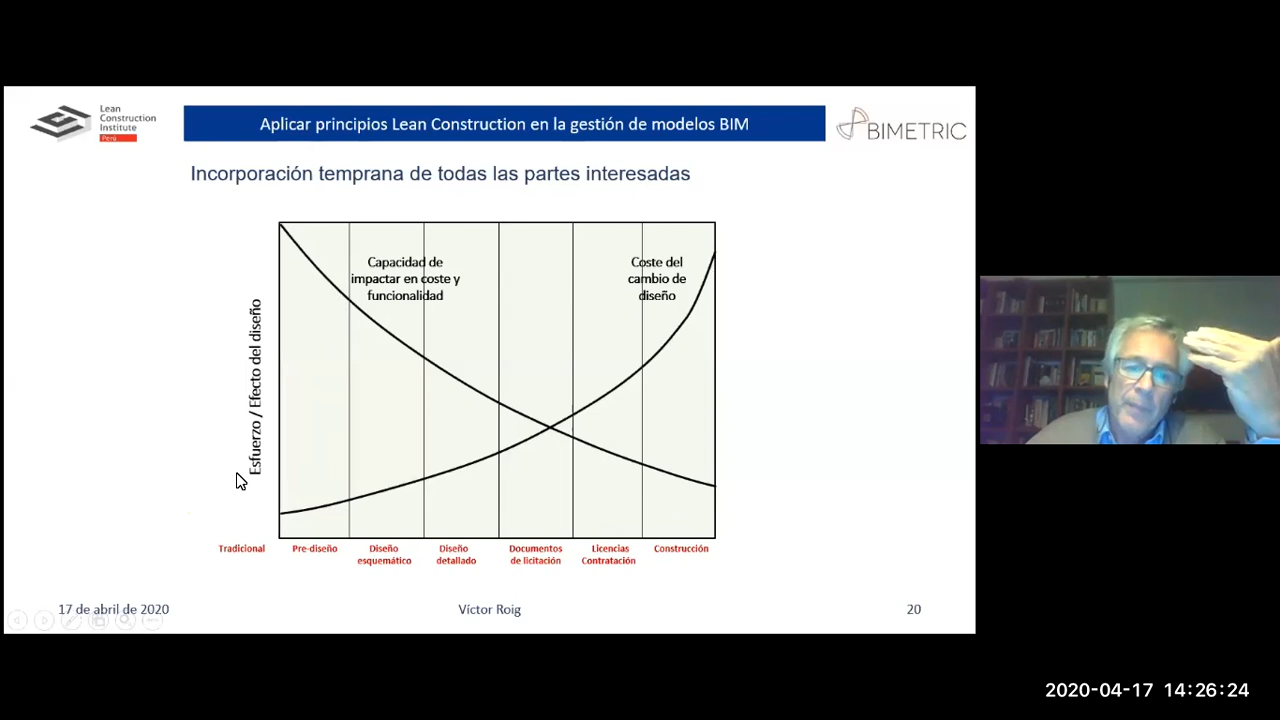 Lean
Construction
Institute
Perú
Aplicar principios Lean Construction en la gestión de modelos BIM
BIMETRIC
Incorporación temprana de todas las partes interesadas
Capacidad de
impactar en coste y
funcionalidad
Coste del
cambio de
diseño
Esfuerzo / Efecto del diseño
Tradicional
Pre-diseño
Diseño
esquemático
Diseño
detallado
Documentos
de licitación
Licencias
Contratación
Construcción
17 de abril de 2020
Víctor Roig
20
2020-04-17 14:26:24